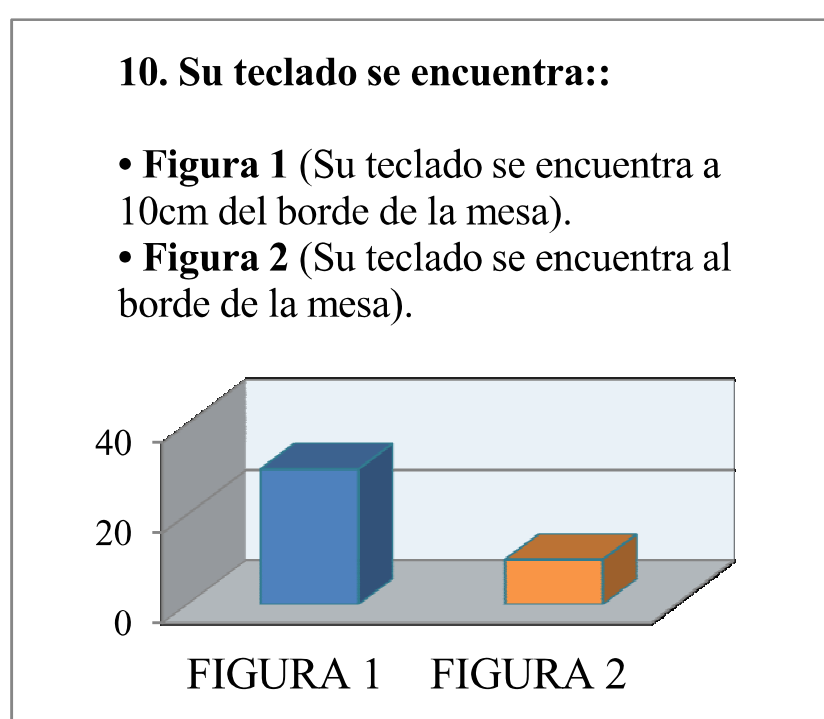 10. Su teclado se encuentra::
• Figura 1 (Su teclado se encuentra a
10cm del borde de la mesa).
• Figura 2 (Su teclado se encuentra al
borde de la mesa).
40
20
0
FIGURA 1 FIGURA 2